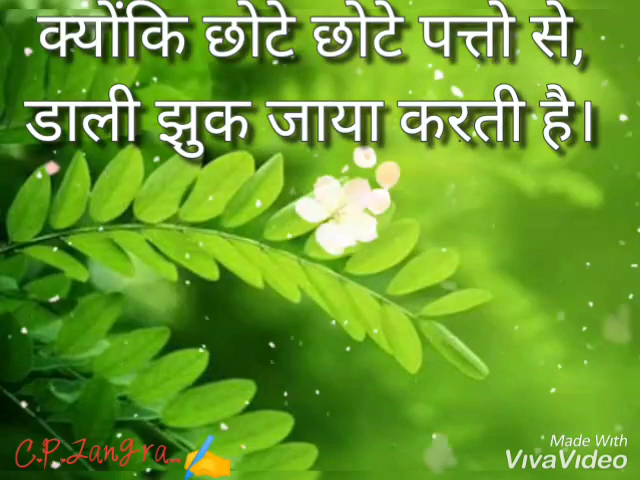 क्योंकि छोटे छोटे पत्तो से,
डाली झुक जाया करती है।
C.P.Jangra..✍
Made With
VivaVideo